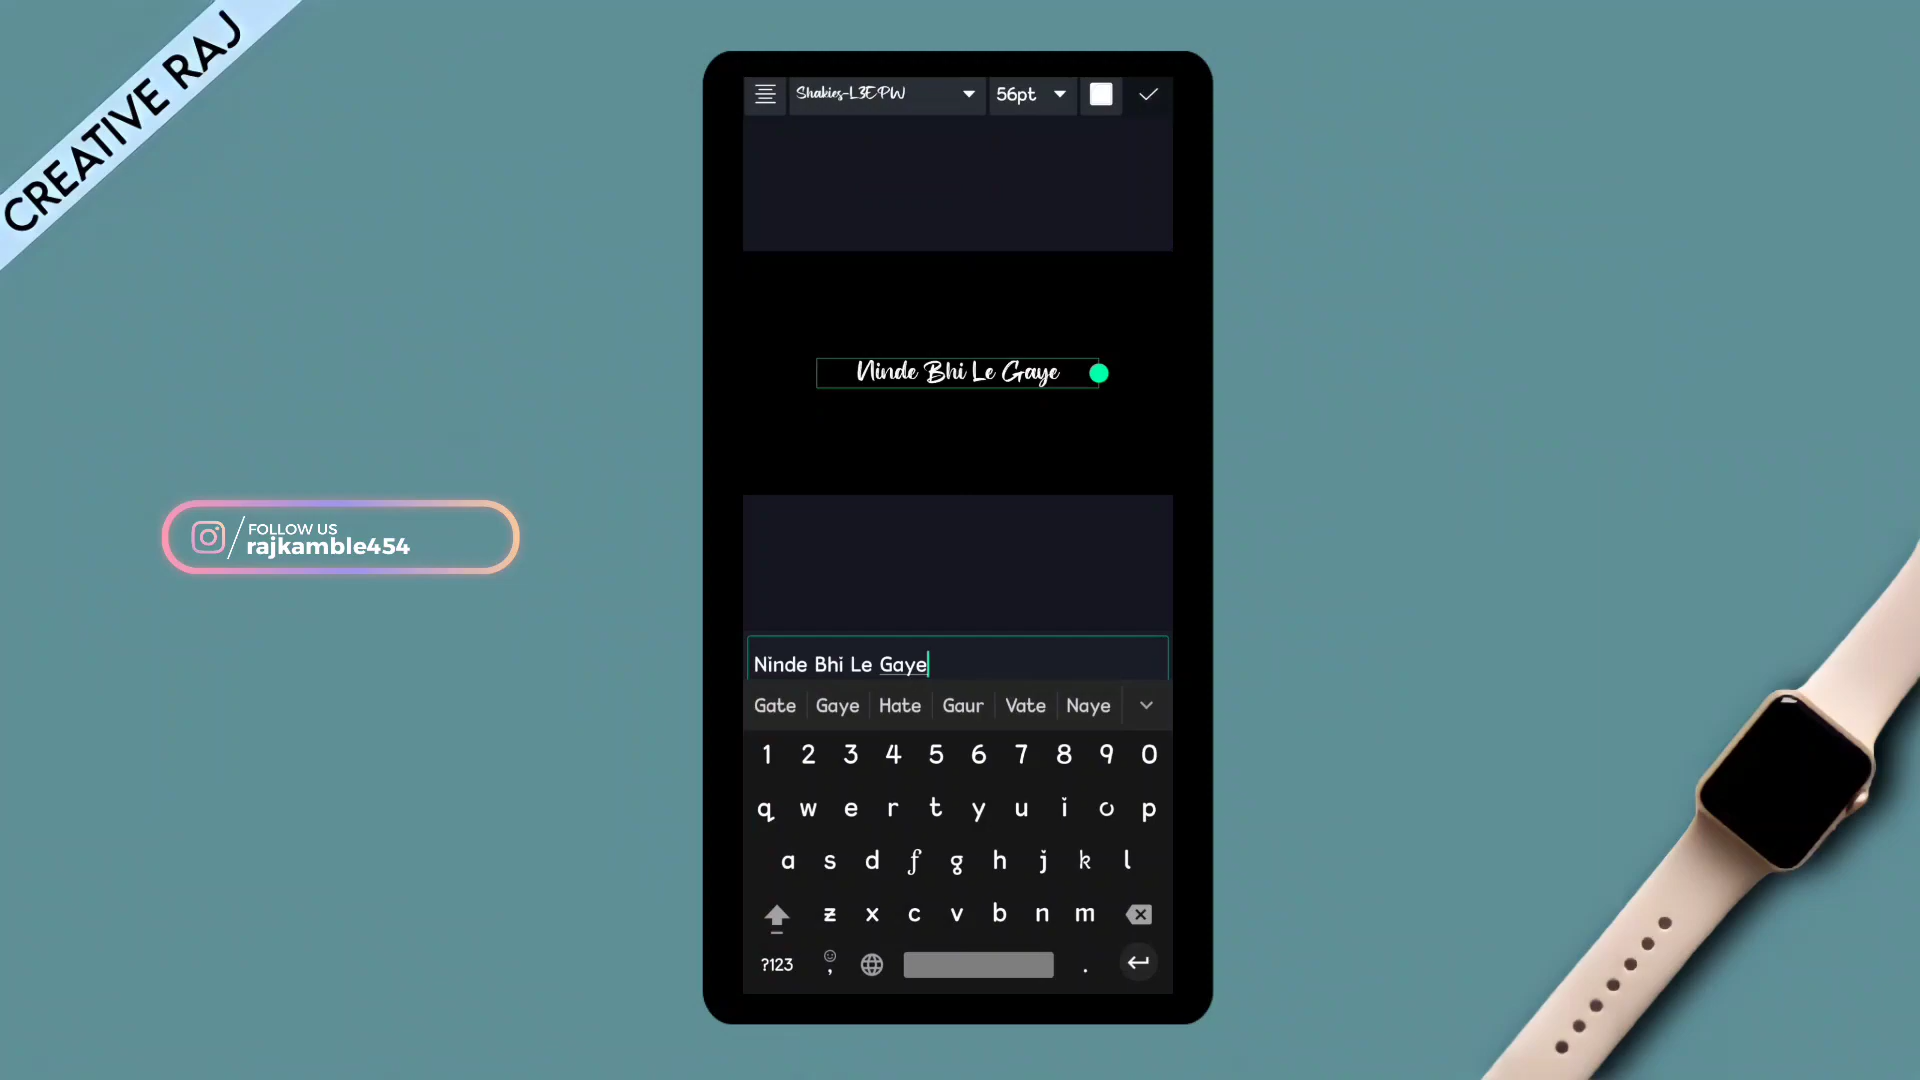 CREATIVE RAJ
Shakies-L3EPW
56pt
Ninde Bhi Le Gaye
FOLLOW US
rajkamble454
Ninde Bhi Le Gaye
Gate Gaye Hate Gaur Vate Naye
1 2 3 4 5 6 7 8 9 0
q w e r t y u i o p
a s d f g h j k l
z x c v b n m
?123 , .